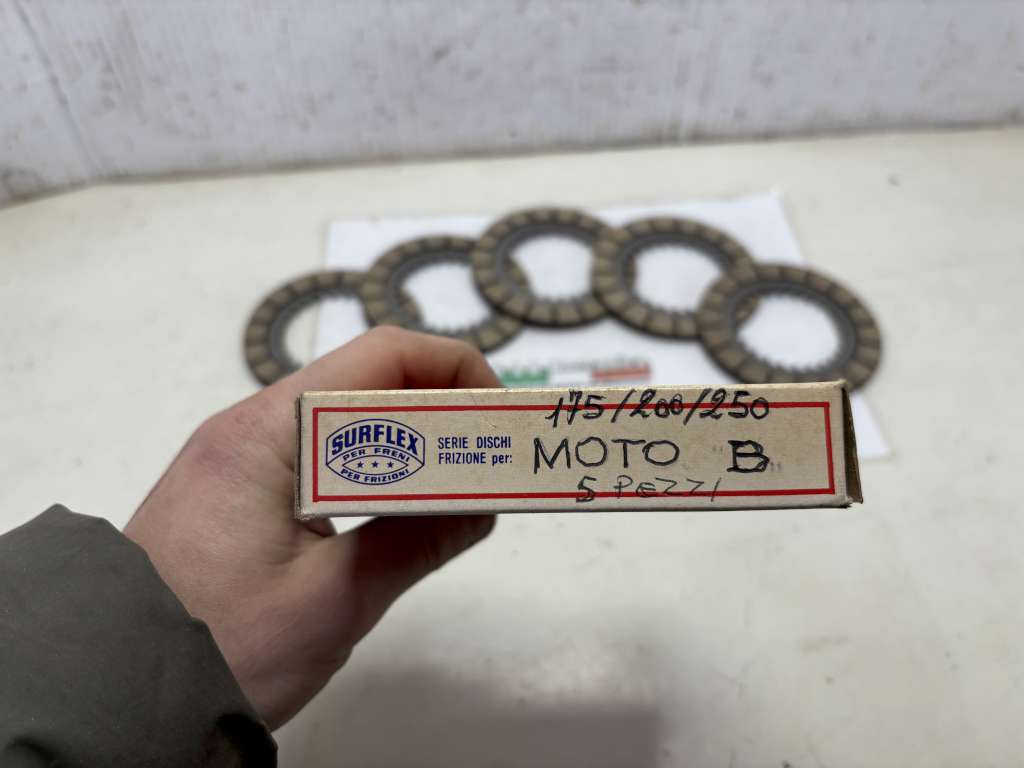 175/200/250
SURFLEX
PER FRENI
PER FRIZIONI
SERIE DISCHI
FRIZIONE per:
MOTO "B"
5 PEZZI